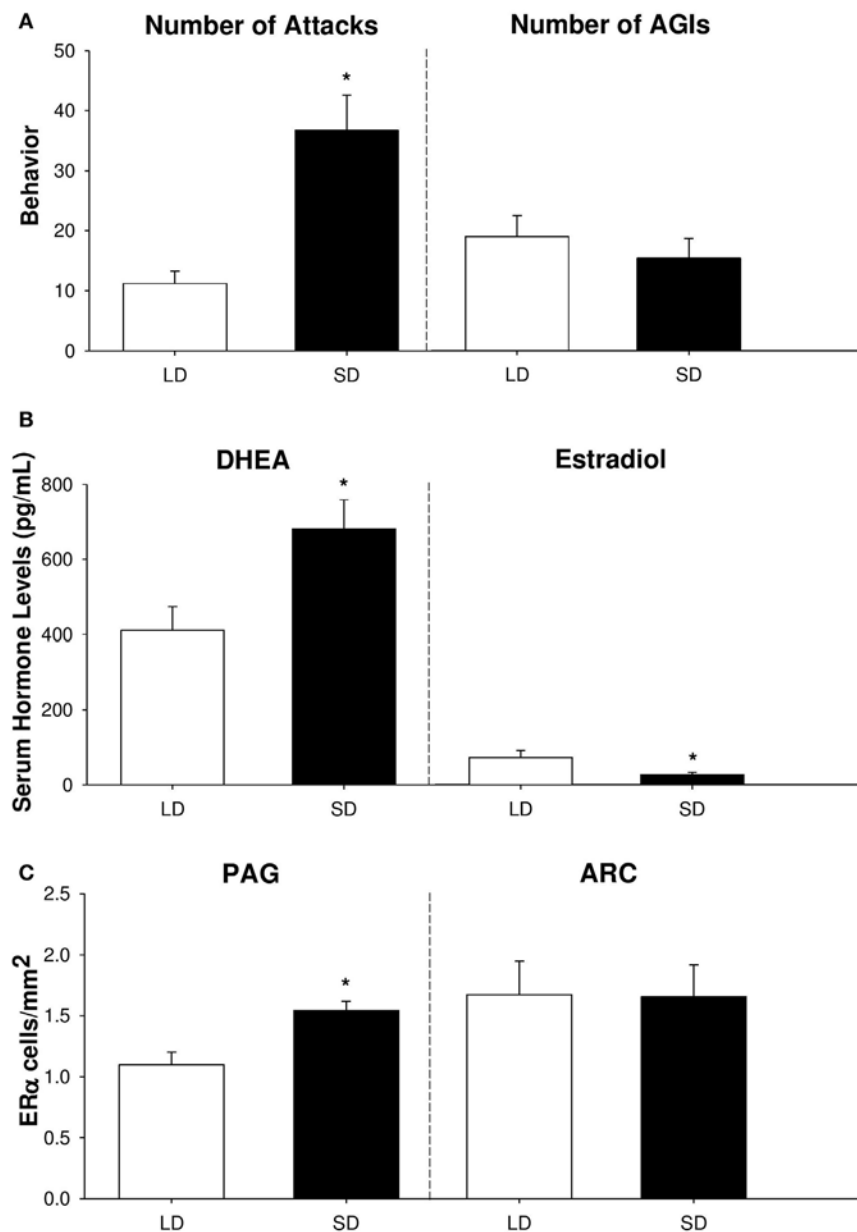 A
Number of Attacks Number of AGIs
50
40
30
20
10
0
Behavior
*
LD SD LD SD
B
DHEA Estradiol
800
600
400
200
0
Serum Hormone Levels (pg/mL)
*
*
LD SD LD SD
C
PAG ARC
2.5
2.0
1.5
1.0
0.5
0.0
ERα cells/mm2
*
LD SD LD SD